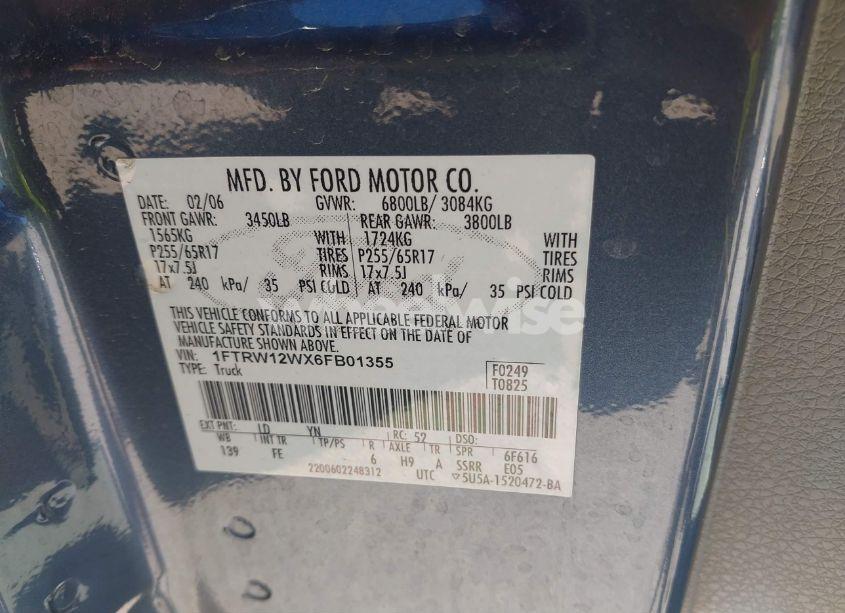 MFD. BY FORD MOTOR CO.
DATE: 02/06 GVWR: 6800LB/ 3084KG
FRONT GAWR: 3450LB REAR GAWR: 3800LB
1565KG WITH 1724KG WITH
P255/65R17 TIRES P255/65R17 TIRES
17x7.5J RIMS 17x7.5J RIMS
AT 240 kPa/ 35 PSI COLD AT 240 kPa/ 35 PSI COLD
THIS VEHICLE CONFORMS TO ALL APPLICABLE FEDERAL MOTOR
VEHICLE SAFETY STANDARDS IN EFFECT ON THE DATE OF
MANUFACTURE SHOWN ABOVE.
VIN: 1FTRW12WX6FB01355
TYPE: Truck
F0249
T0825
EXT PNT: LD YN RC: 52 DSO:
WB INT TR TP/PS R AXLE TR SPR 6F616
139 FE 6 H9 A SSRR E05
2200602248312 UTC ▽5U5A-1520472-BA
wheelwise